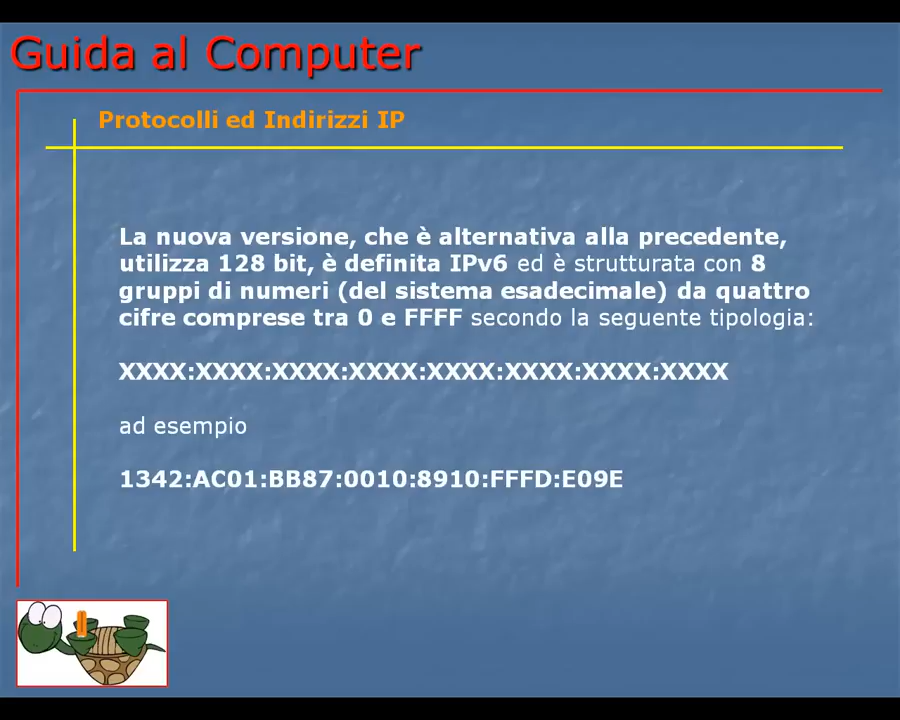 Guida al Computer
Protocolli ed Indirizzi IP
La nuova versione, che è alternativa alla precedente,
utilizza 128 bit, è definita IPv6 ed è strutturata con 8
gruppi di numeri (del sistema esadecimale) da quattro
cifre comprese tra 0 e FFFF secondo la seguente tipologia:
XXXX:XXXX:XXXX:XXXX:XXXX:XXXX:XXXX:XXXX
ad esempio
1342:AC01:BB87:0010:8910:FFFD:E09E